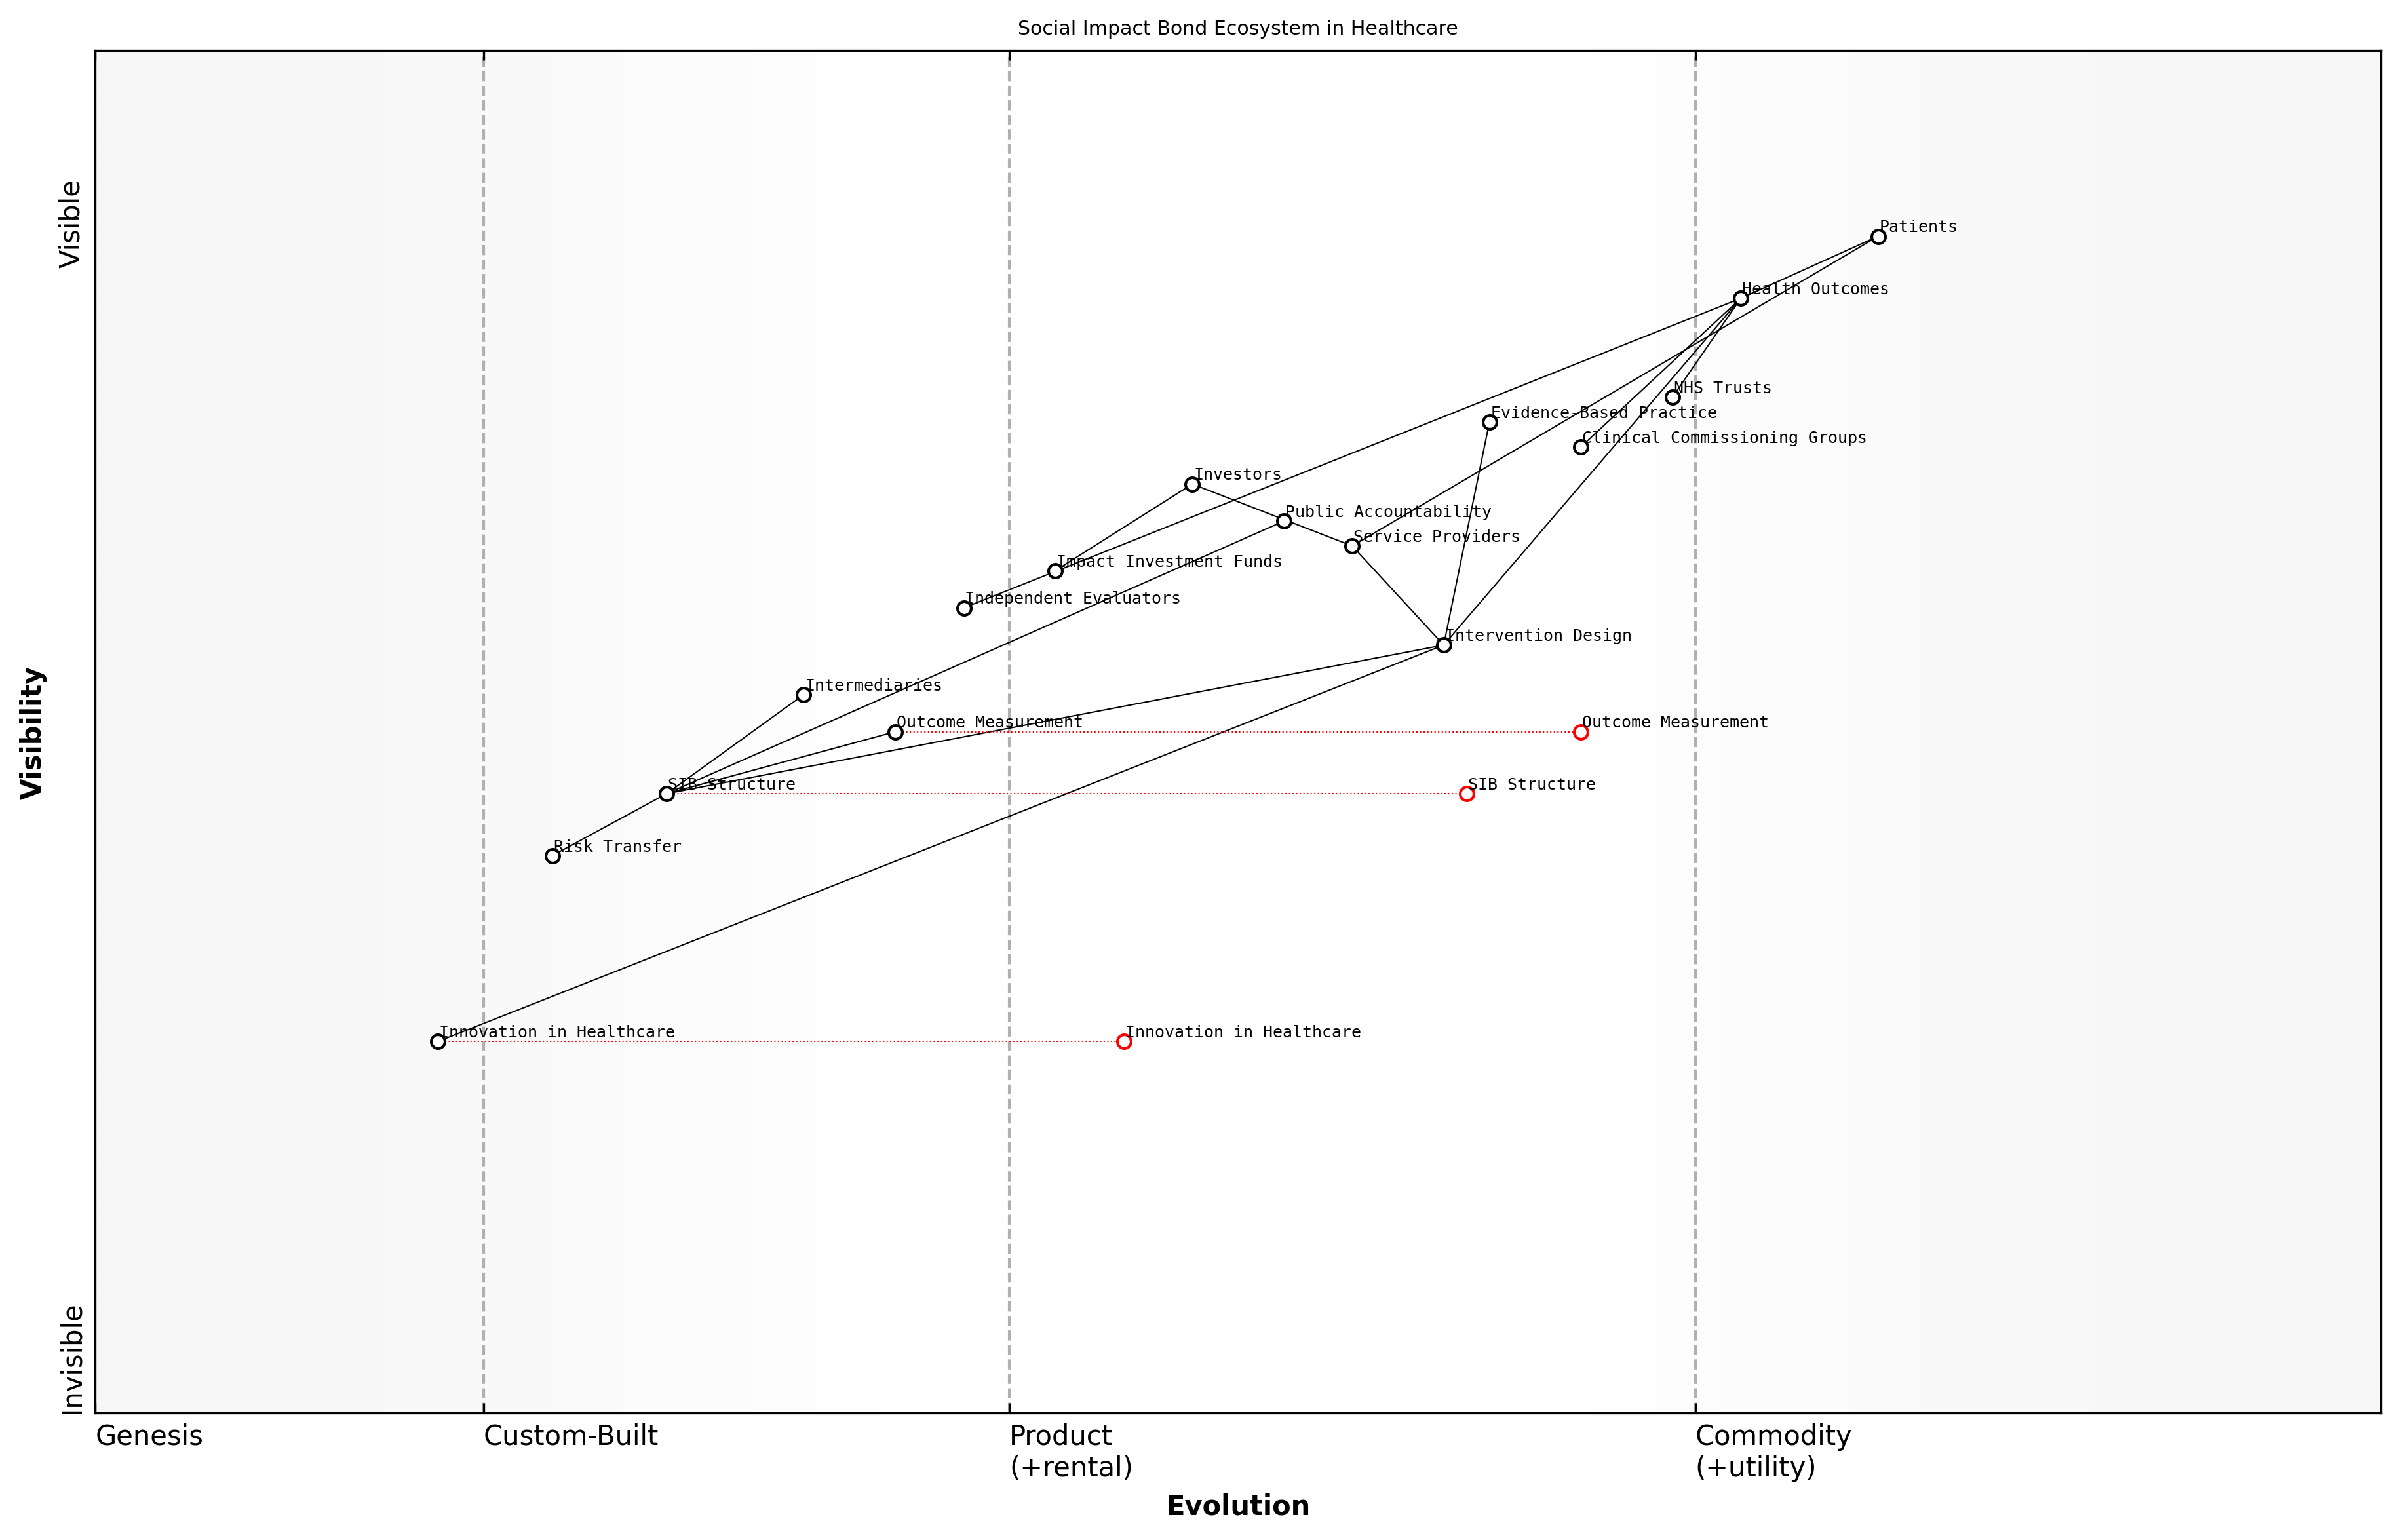 Social Impact Bond Ecosystem in Healthcare
Visible
Patients
Health Outcomes
NHS Trusts
Evidence-Based Practice
Clinical Commissioning Groups
Investors
Public Accountability
Service Providers
Impact Investment Funds
Independent Evaluators
Intervention Design
Intermediaries
Outcome Measurement
Outcome Measurement
SIB Structure
SIB Structure
Risk Transfer
Innovation in Healthcare
Innovation in Healthcare
Visibility
Invisible
Genesis
Custom-Built
Product
(+rental)
Commodity
(+utility)
Evolution